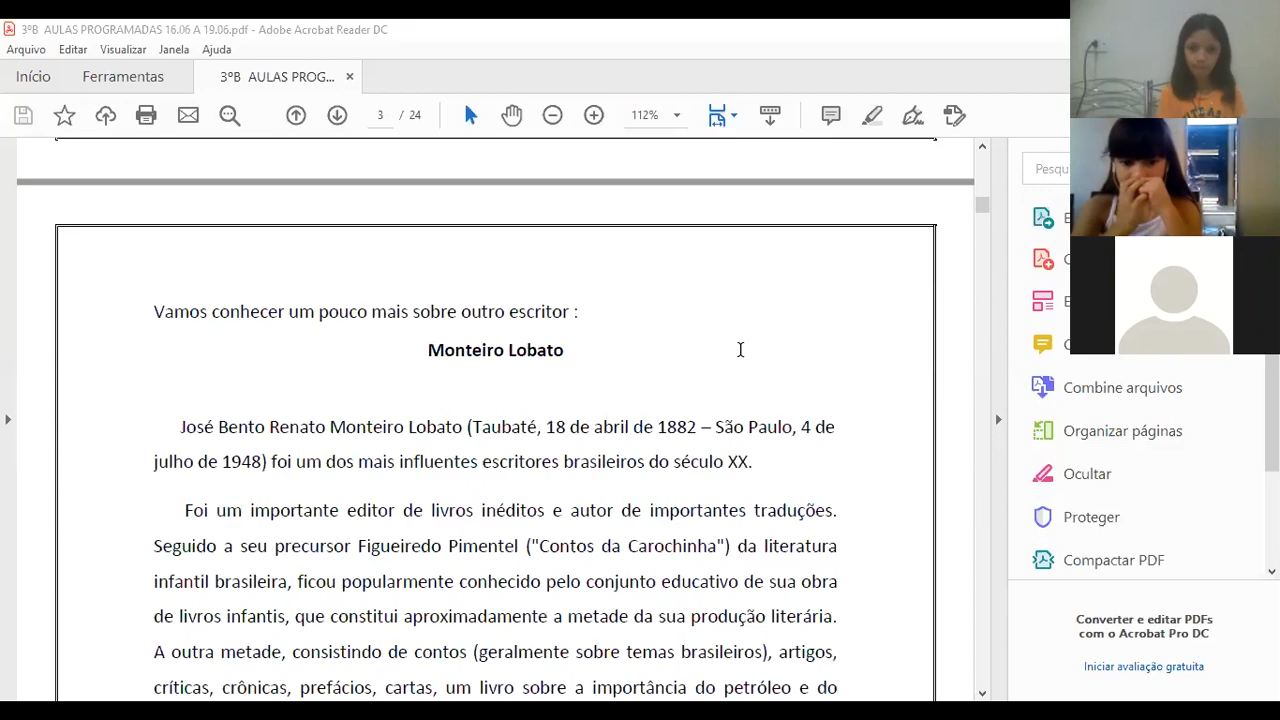 3ºB AULAS PROGRAMADAS 16.06 A 19.06.pdf - Adobe Acrobat Reader DC
Arquivo Editar Visualizar Janela Ajuda
Início Ferramentas 3ºB AULAS PROG... ×
3 / 24 112%
Vamos conhecer um pouco mais sobre outro escritor :
Monteiro Lobato
José Bento Renato Monteiro Lobato (Taubaté, 18 de abril de 1882 – São Paulo, 4 de
julho de 1948) foi um dos mais influentes escritores brasileiros do século XX.
Foi um importante editor de livros inéditos e autor de importantes traduções.
Seguido a seu precursor Figueiredo Pimentel ("Contos da Carochinha") da literatura
infantil brasileira, ficou popularmente conhecido pelo conjunto educativo de sua obra
de livros infantis, que constitui aproximadamente a metade da sua produção literária.
A outra metade, consistindo de contos (geralmente sobre temas brasileiros), artigos,
críticas, crônicas, prefácios, cartas, um livro sobre a importância do petróleo e do
Pesqu
Combine arquivos
Organizar páginas
Ocultar
Proteger
Compactar PDF
Converter e editar PDFs
com o Acrobat Pro DC
Iniciar avaliação gratuita